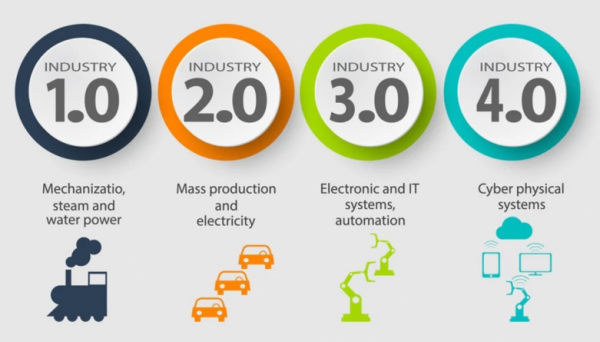 INDUSTRY
1.0
INDUSTRY
2.0
INDUSTRY
3.0
INDUSTRY
4.0
Mechanizatio,
steam and
water power
Mass production
and
electricity
Electronic and IT
systems,
automation
Cyber physical
systems